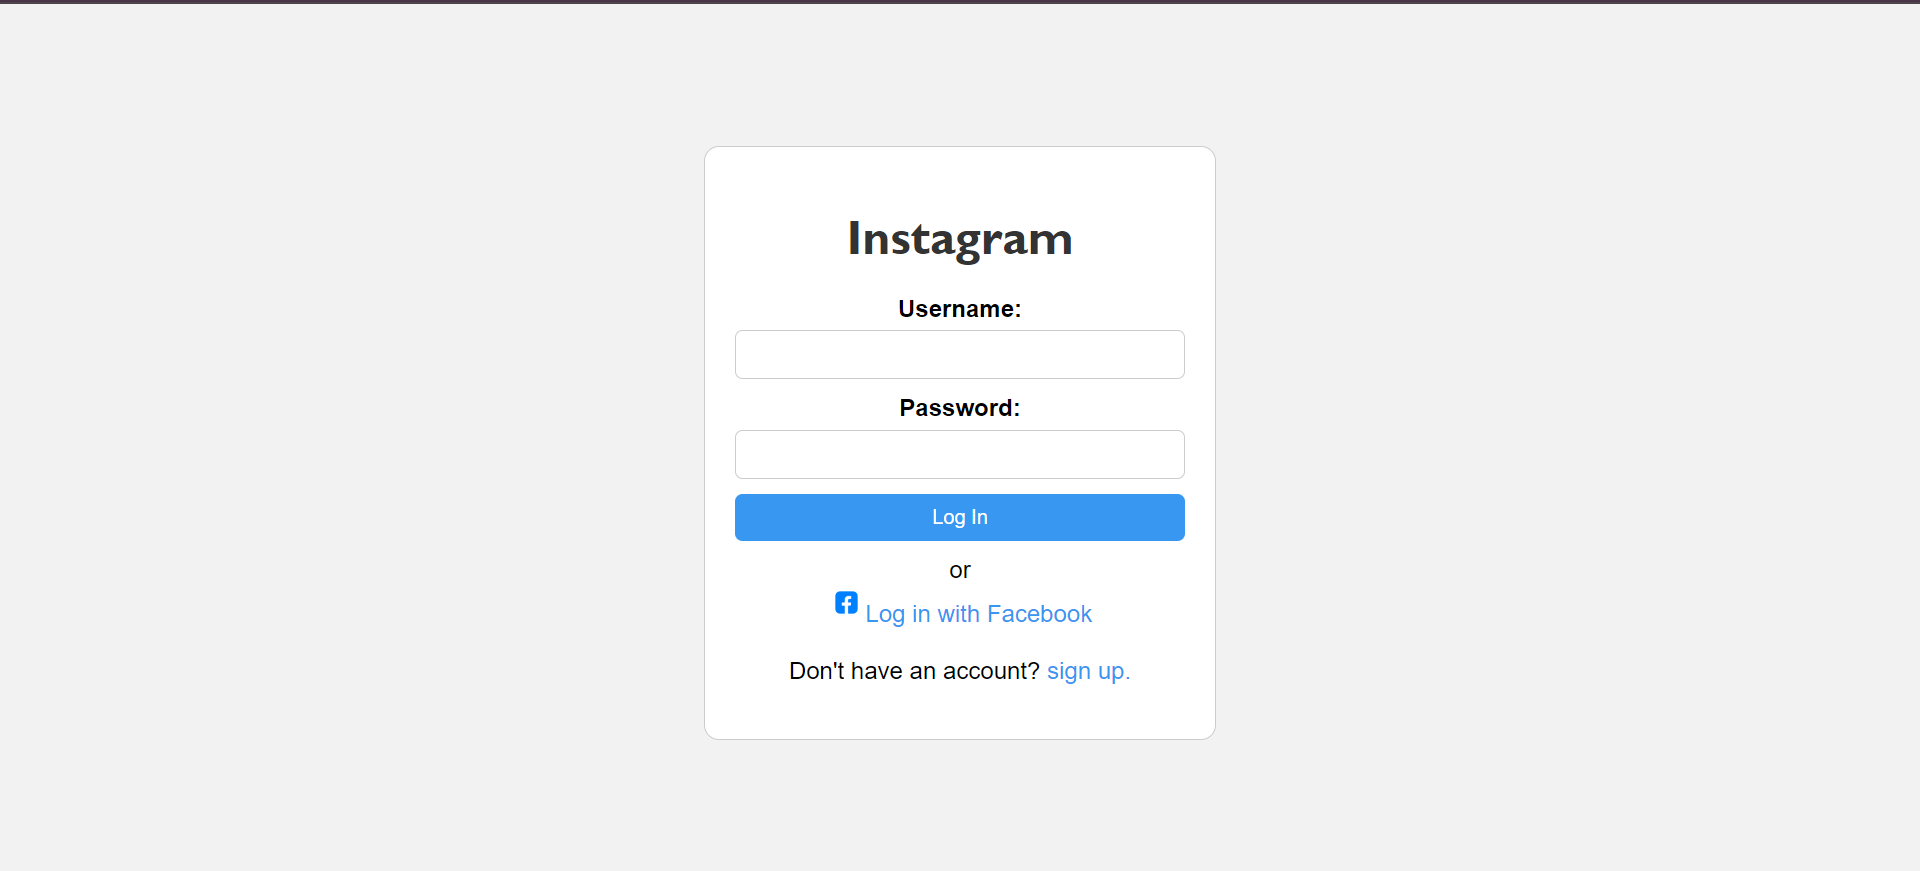 Instagram
Username:
Password:
Log In
or
Log in with Facebook
Don't have an account? sign up.